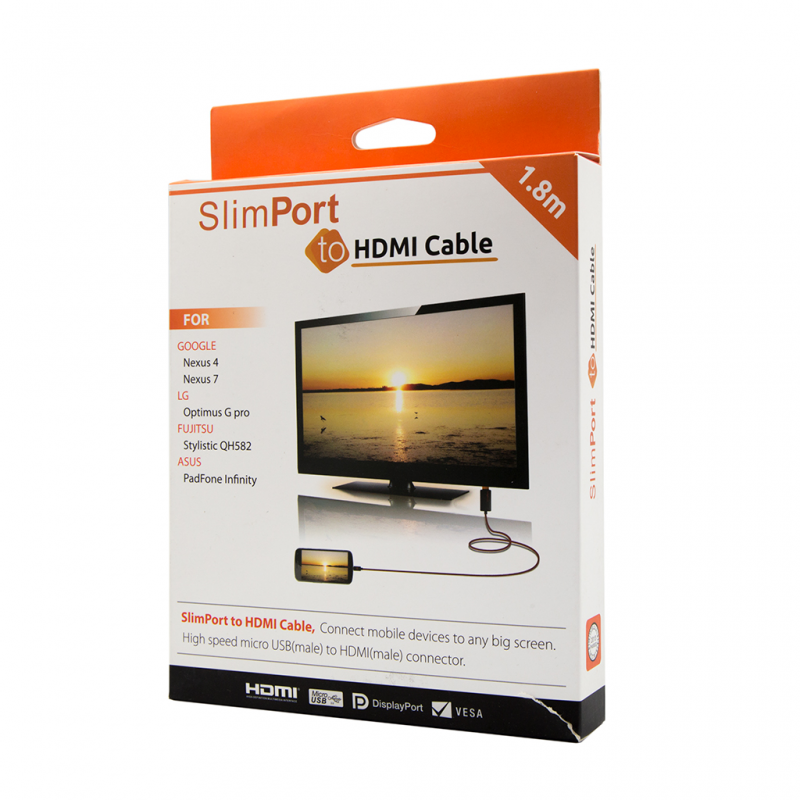 1.8m
SlimPort
to HDMI Cable
FOR
GOOGLE
Nexus 4
Nexus 7
LG
Optimus G pro
FUJITSU
Stylistic QH582
ASUS
PadFone Infinity
SlimPort to HDMI Cable, Connect mobile devices to any big screen.
High speed micro USB(male) to HDMI(male) connector.
HDMI
Micro
USB
DisplayPort
VESA
SlimPort to HDMI Cable